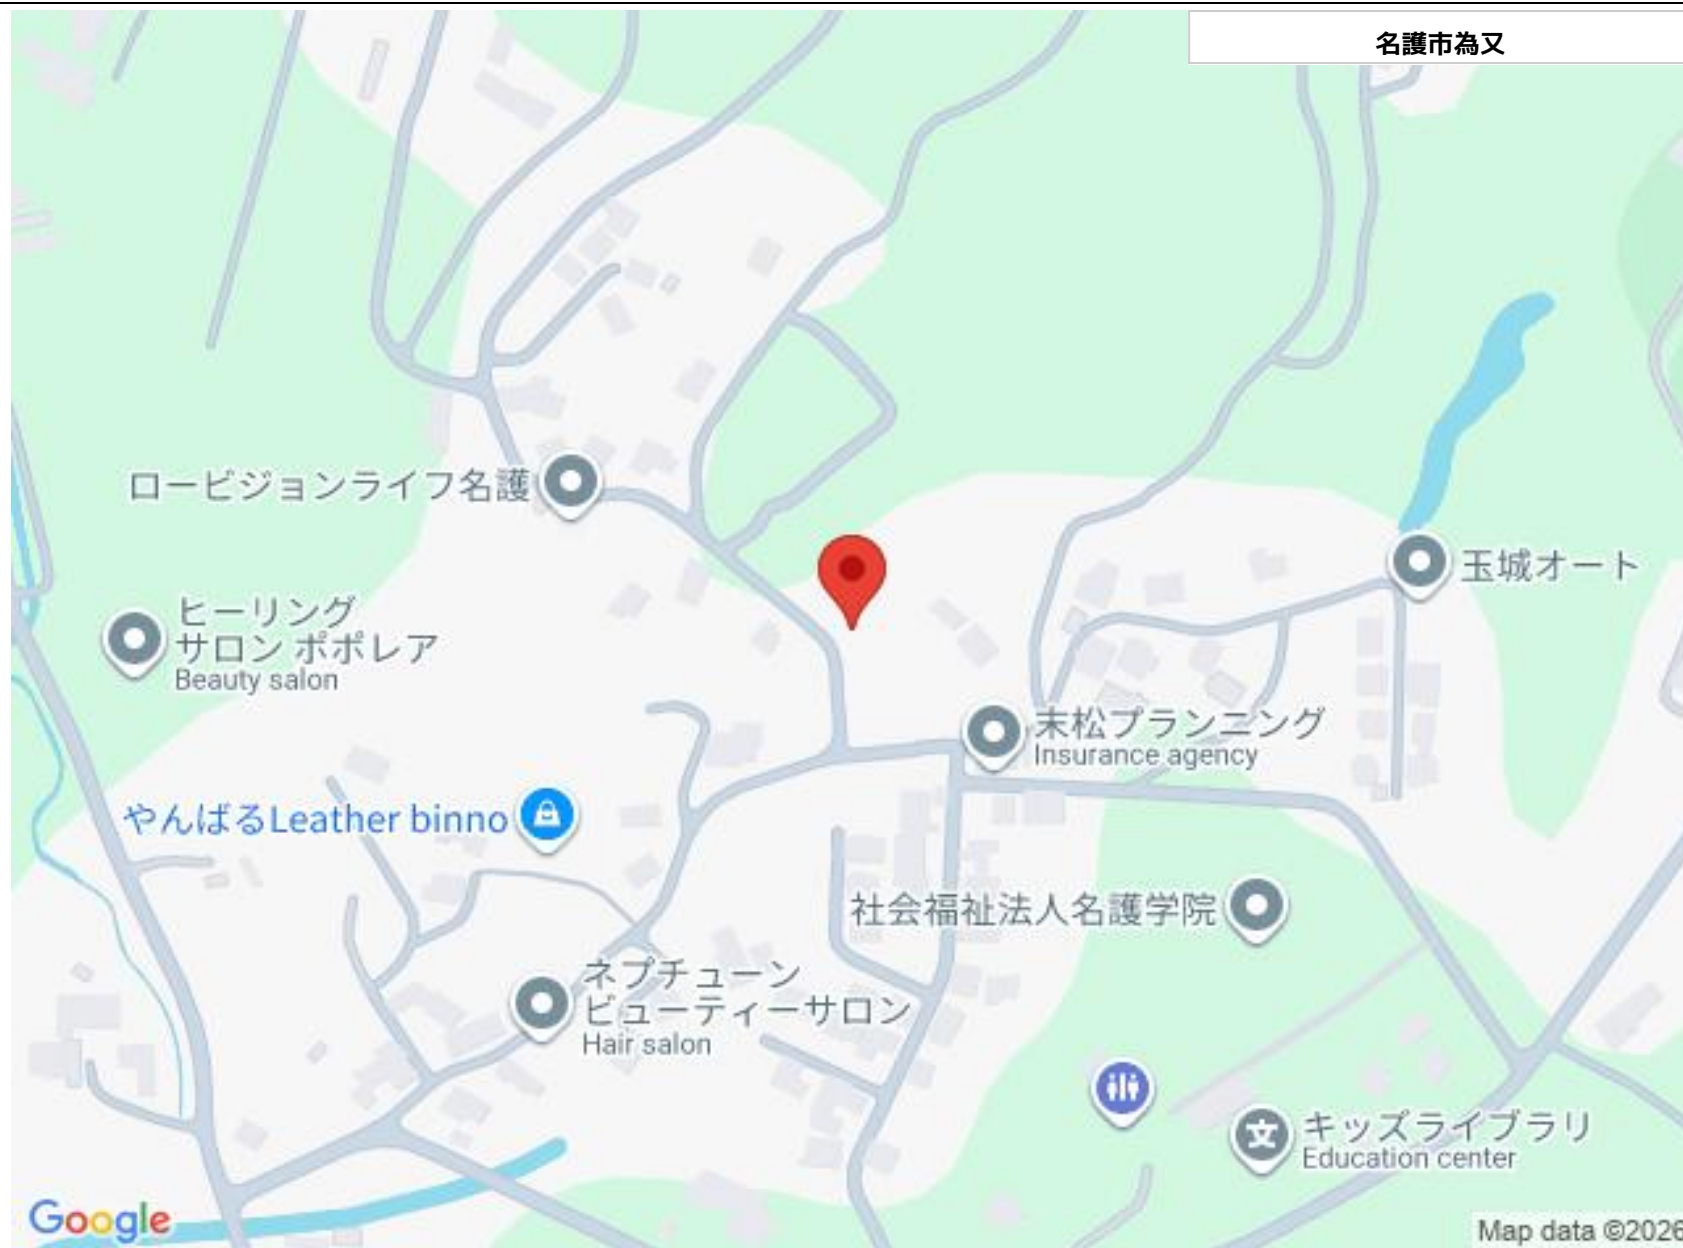 名護市為又
ロービジョンライフ名護
玉城オート
ヒーリング
サロン ポポレア
Beauty salon
末松プランニング
Insurance agency
やんばるLeather binno
社会福祉法人名護学院
ネプチューン
ビューティーサロン
Hair salon
キッズライブラリ
Education center
Google
Map data ©2026